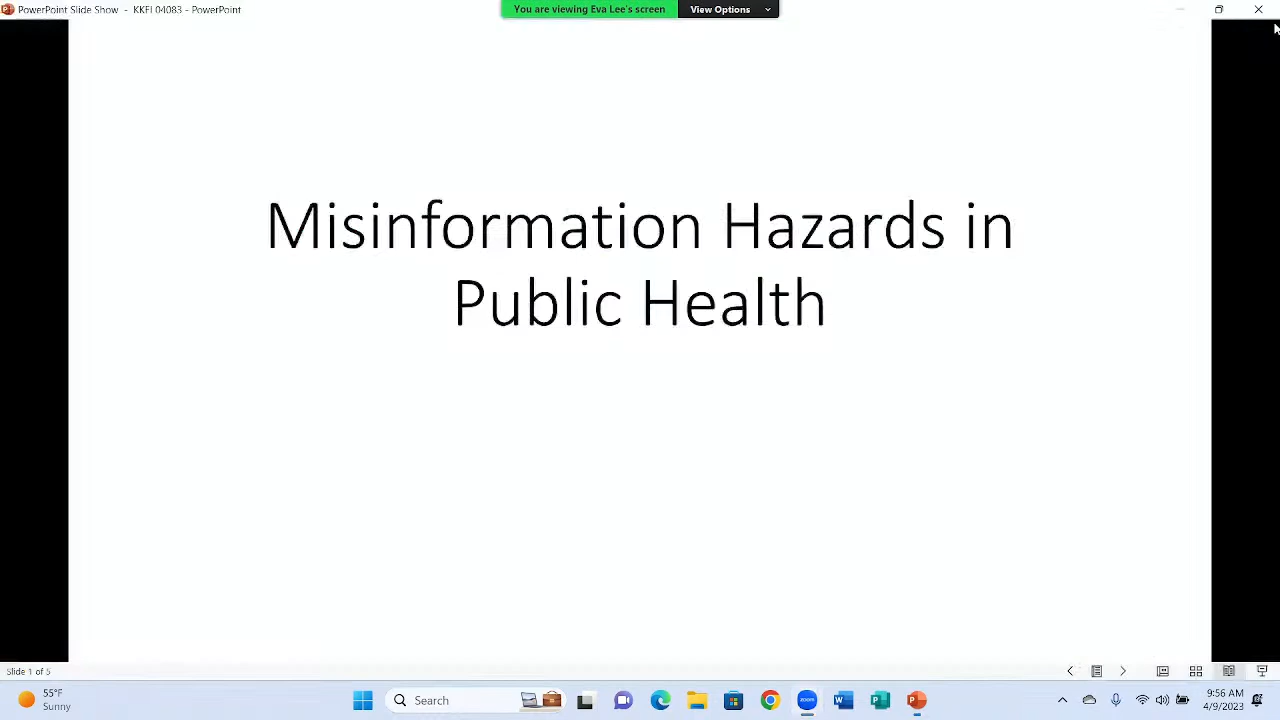 PowerPoint Slide Show - KKFI 04083 - PowerPoint
You are viewing Eva Lee's screen
View Options
Misinformation Hazards in
Public Health
Slide 1 of 5
55°F
Sunny
Search
zoom
9:56 AM
4/9/2023